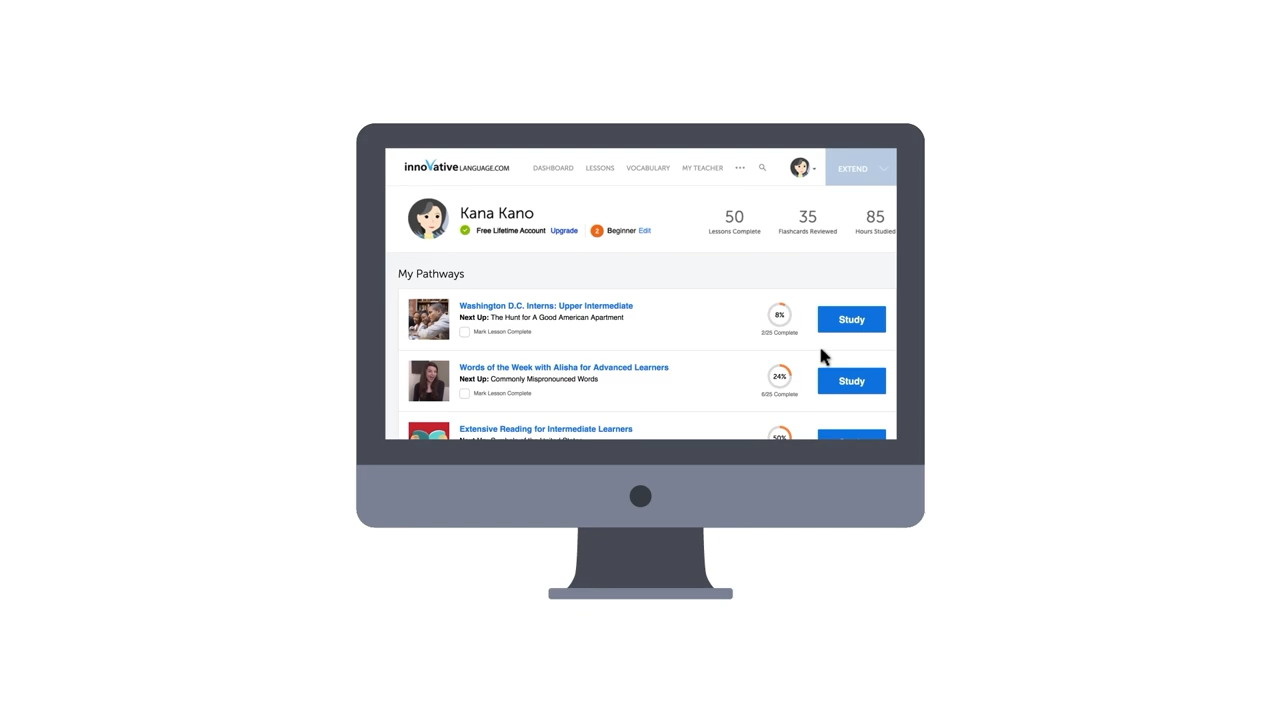 innoVative LANGUAGE.COM DASHBOARD LESSONS VOCABULARY MY TEACHER ••• EXTEND
Kana Kano
Free Lifetime Account Upgrade 2 Beginner Edit
50 35 85
Lessons Complete Flashcards Reviewed Hours Studied
My Pathways
Washington D.C. Interns: Upper Intermediate
Next Up: The Hunt for A Good American Apartment
Mark Lesson Complete
8%
2/25 Complete
Study
Words of the Week with Alisha for Advanced Learners
Next Up: Commonly Mispronounced Words
Mark Lesson Complete
24%
6/25 Complete
Study
Extensive Reading for Intermediate Learners
50%